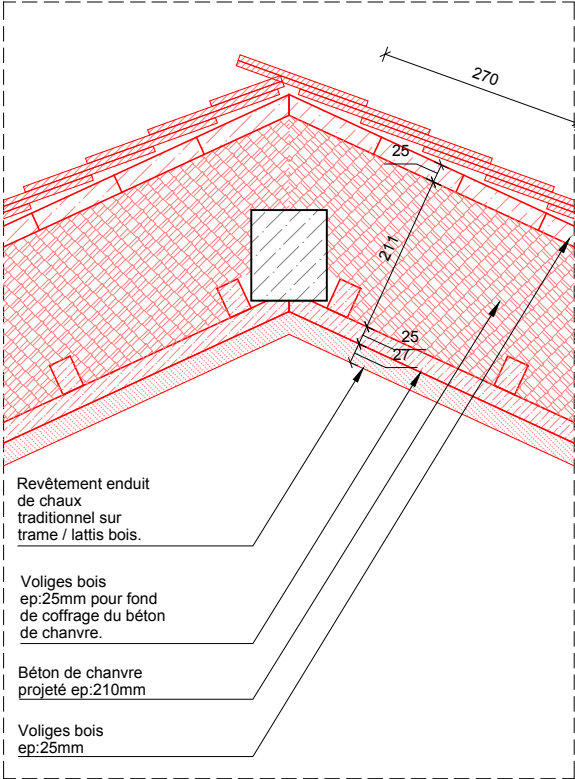 270
25
211
25
27
Revêtement enduit
de chaux
traditionnel sur
trame / lattis bois.
Voliges bois
ep:25mm pour fond
de coffrage du béton
de chanvre.
Béton de chanvre
projeté ep:210mm
Voliges bois
ep:25mm